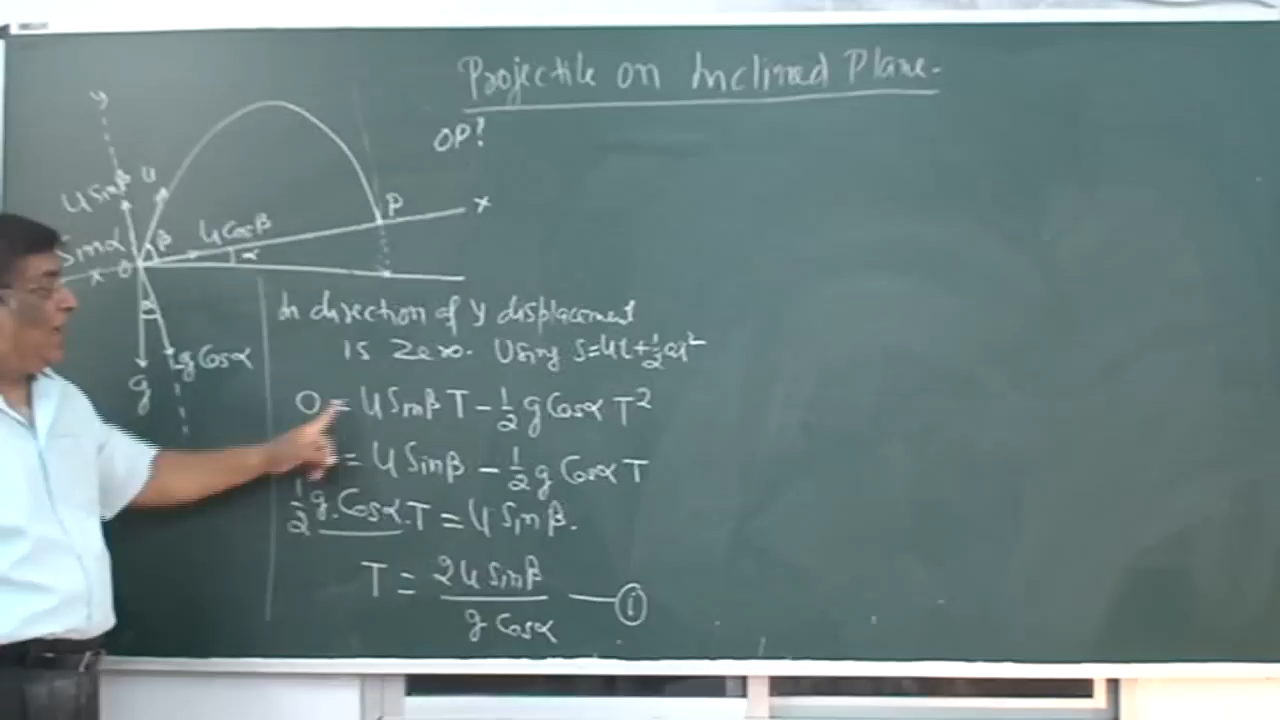 Projectile on Inclined Plane.
OP?
y
u sinβ u
P
x
u cosβ
β
α
sinα
x
O
α
g cosα
g
In direction of y displacement
is zero. Using s=ut+½at²
0 = u sinβ T - ½ g cosα T²
= u sinβ - ½ g cosα T
½ g. cosα. T = u sinβ.
T = 2u sinβ / g cosα — (i)